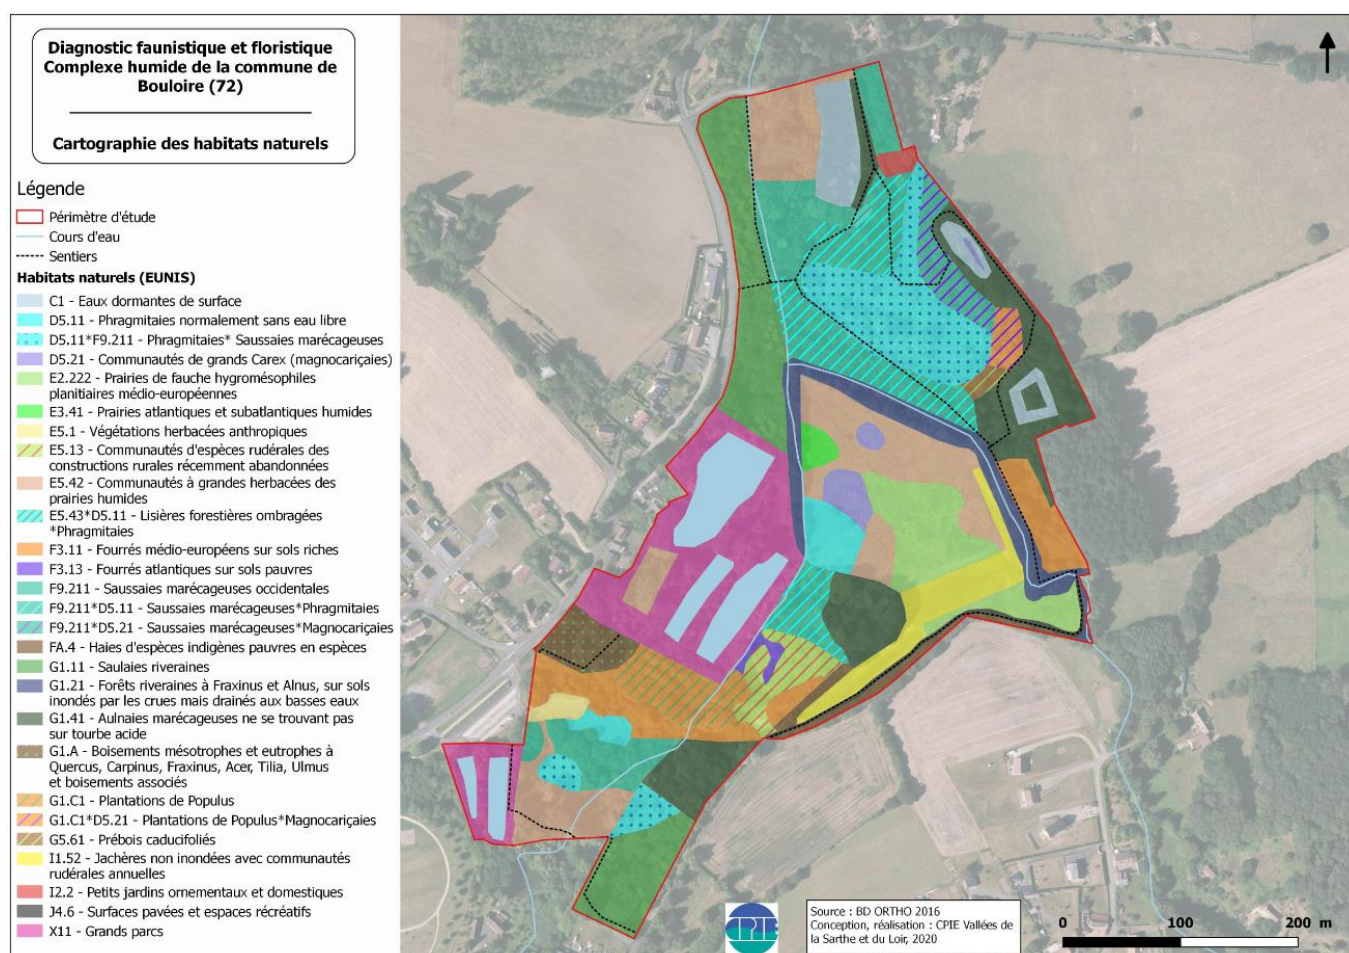 Diagnostic faunistique et floristique
Complexe humide de la commune de
Bouloire (72)
Cartographie des habitats naturels
Légende
Périmètre d'étude
Cours d'eau
Sentiers
Habitats naturels (EUNIS)
C1 - Eaux dormantes de surface
D5.11 - Phragmitaies normalement sans eau libre
D5.11*F9.211 - Phragmitaies* Saussaies marécageuses
D5.21 - Communautés de grands Carex (magnocariçaies)
E2.222 - Prairies de fauche hygromésophiles
planitiaires médio-européennes
E3.41 - Prairies atlantiques et subatlantiques humides
E5.1 - Végétations herbacées anthropiques
E5.13 - Communautés d'espèces rudérales des
constructions rurales récemment abandonnées
E5.42 - Communautés à grandes herbacées des
prairies humides
E5.43*D5.11 - Lisières forestières ombragées
*Phragmitaies
F3.11 - Fourrés médio-européens sur sols riches
F3.13 - Fourrés atlantiques sur sols pauvres
F9.211 - Saussaies marécageuses occidentales
F9.211*D5.11 - Saussaies marécageuses*Phragmitaies
F9.211*D5.21 - Saussaies marécageuses*Magnocariçaies
FA.4 - Haies d'espèces indigènes pauvres en espèces
G1.11 - Saulaies riveraines
G1.21 - Forêts riveraines à Fraxinus et Alnus, sur sols
inondés par les crues mais drainés aux basses eaux
G1.41 - Aulnaies marécageuses ne se trouvant pas
sur tourbe acide
G1.A - Boisements mésotrophes et eutrophes à
Quercus, Carpinus, Fraxinus, Acer, Tilia, Ulmus
et boisements associés
G1.C1 - Plantations de Populus
G1.C1*D5.21 - Plantations de Populus*Magnocariçaies
G5.61 - Prébois caducifoliés
I1.52 - Jachères non inondées avec communautés
rudérales annuelles
I2.2 - Petits jardins ornementaux et domestiques
J4.6 - Surfaces pavées et espaces récréatifs
X11 - Grands parcs
CPIE
Source : BD ORTHO 2016
Conception, réalisation : CPIE Vallées de
la Sarthe et du Loir, 2020
0 100 200 m